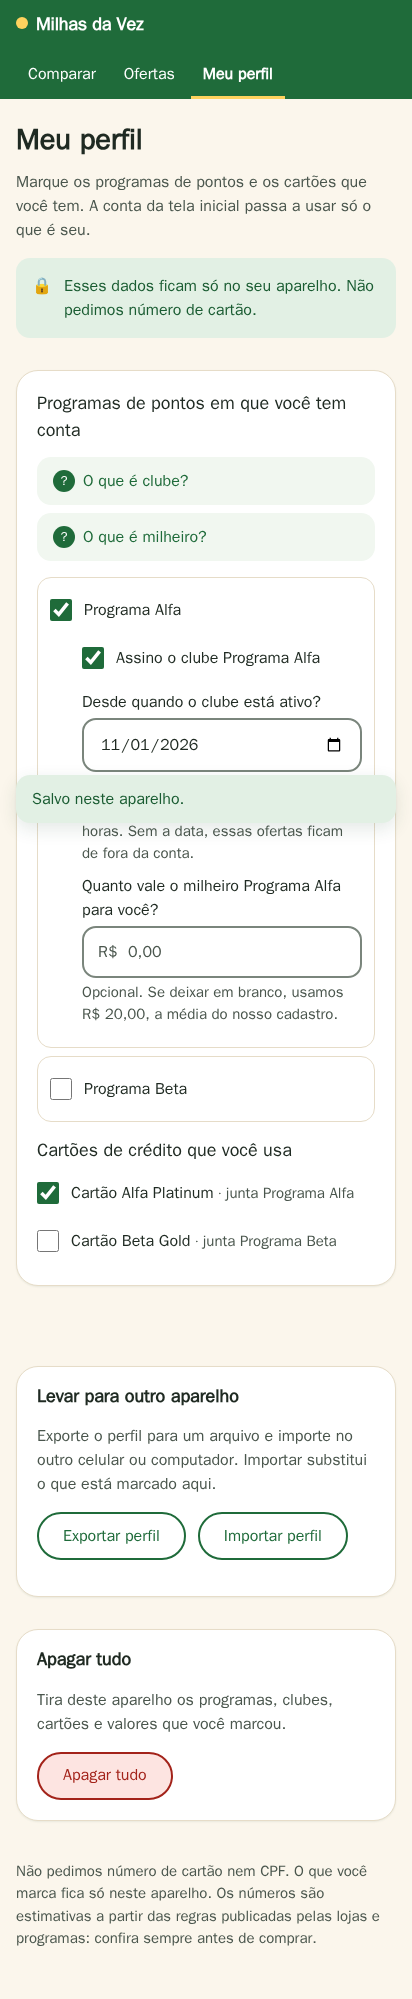 Milhas da Vez
Comparar Ofertas Meu perfil
Meu perfil
Marque os programas de pontos e os cartões que
você tem. A conta da tela inicial passa a usar só o
que é seu.
🔒 Esses dados ficam só no seu aparelho. Não
pedimos número de cartão.
Programas de pontos em que você tem
conta
? O que é clube?
? O que é milheiro?
Programa Alfa
Assino o clube Programa Alfa
Desde quando o clube está ativo?
11/01/2026
Salvo neste aparelho.
horas. Sem a data, essas ofertas ficam
de fora da conta.
Quanto vale o milheiro Programa Alfa
para você?
R$ 0,00
Opcional. Se deixar em branco, usamos
R$ 20,00, a média do nosso cadastro.
Programa Beta
Cartões de crédito que você usa
Cartão Alfa Platinum · junta Programa Alfa
Cartão Beta Gold · junta Programa Beta
Levar para outro aparelho
Exporte o perfil para um arquivo e importe no
outro celular ou computador. Importar substitui
o que está marcado aqui.
Exportar perfil Importar perfil
Apagar tudo
Tira deste aparelho os programas, clubes,
cartões e valores que você marcou.
Apagar tudo
Não pedimos número de cartão nem CPF. O que você
marca fica só neste aparelho. Os números são
estimativas a partir das regras publicadas pelas lojas e
programas: confira sempre antes de comprar.